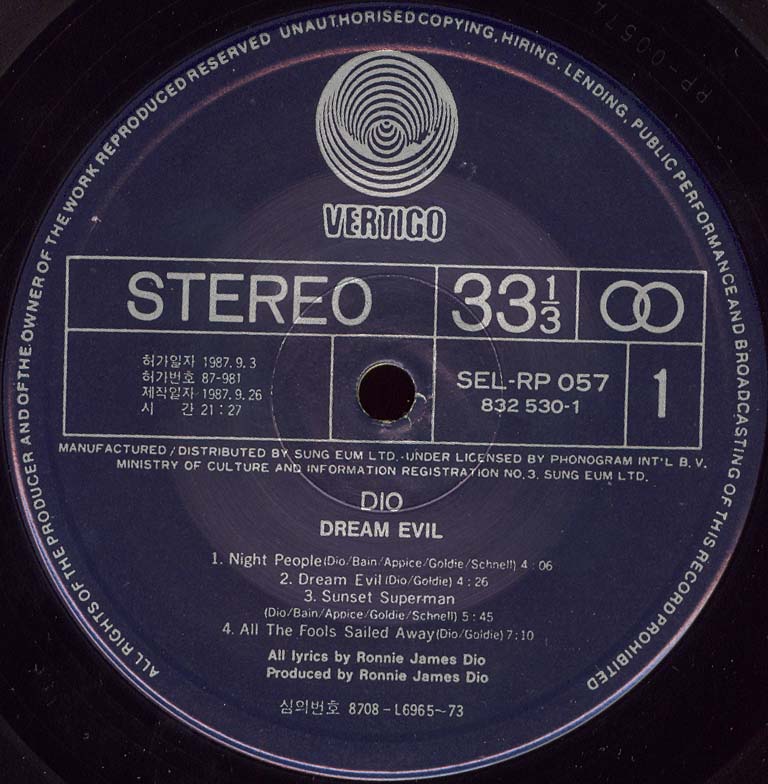 ALL RIGHTS OF THE PRODUCER AND OF THE OWNER OF THE WORK REPRODUCED RESERVED UNAUTHORISED COPYING, HIRING, LENDING, PUBLIC PERFORMANCE AND BROADCASTING OF THIS RECORD PROHIBITED
PP-00574
VERTIGO
STEREO
33 1/3
허가일자 1987.9.3
허가번호 87-981
제작일자 1987.9.26
시 간 21:27
SEL-RP 057
832 530-1
1
MANUFACTURED / DISTRIBUTED BY SUNG EUM LTD.-UNDER LICENSED BY PHONOGRAM INT'L B.V.
MINISTRY OF CULTURE AND INFORMATION REGISTRATION NO.3. SUNG EUM LTD.
DIO
DREAM EVIL
1. Night People (Dio/Bain/Appice/Goldie/Schnell) 4:06
2. Dream Evil (Dio/Goldie) 4:26
3. Sunset Superman
(Dio/Bain/Appice/Goldie/Schnell) 5:45
4. All The Fools Sailed Away (Dio/Goldie) 7:10
All lyrics by Ronnie James Dio
Produced by Ronnie James Dio
심의번호 8708-L6965~73